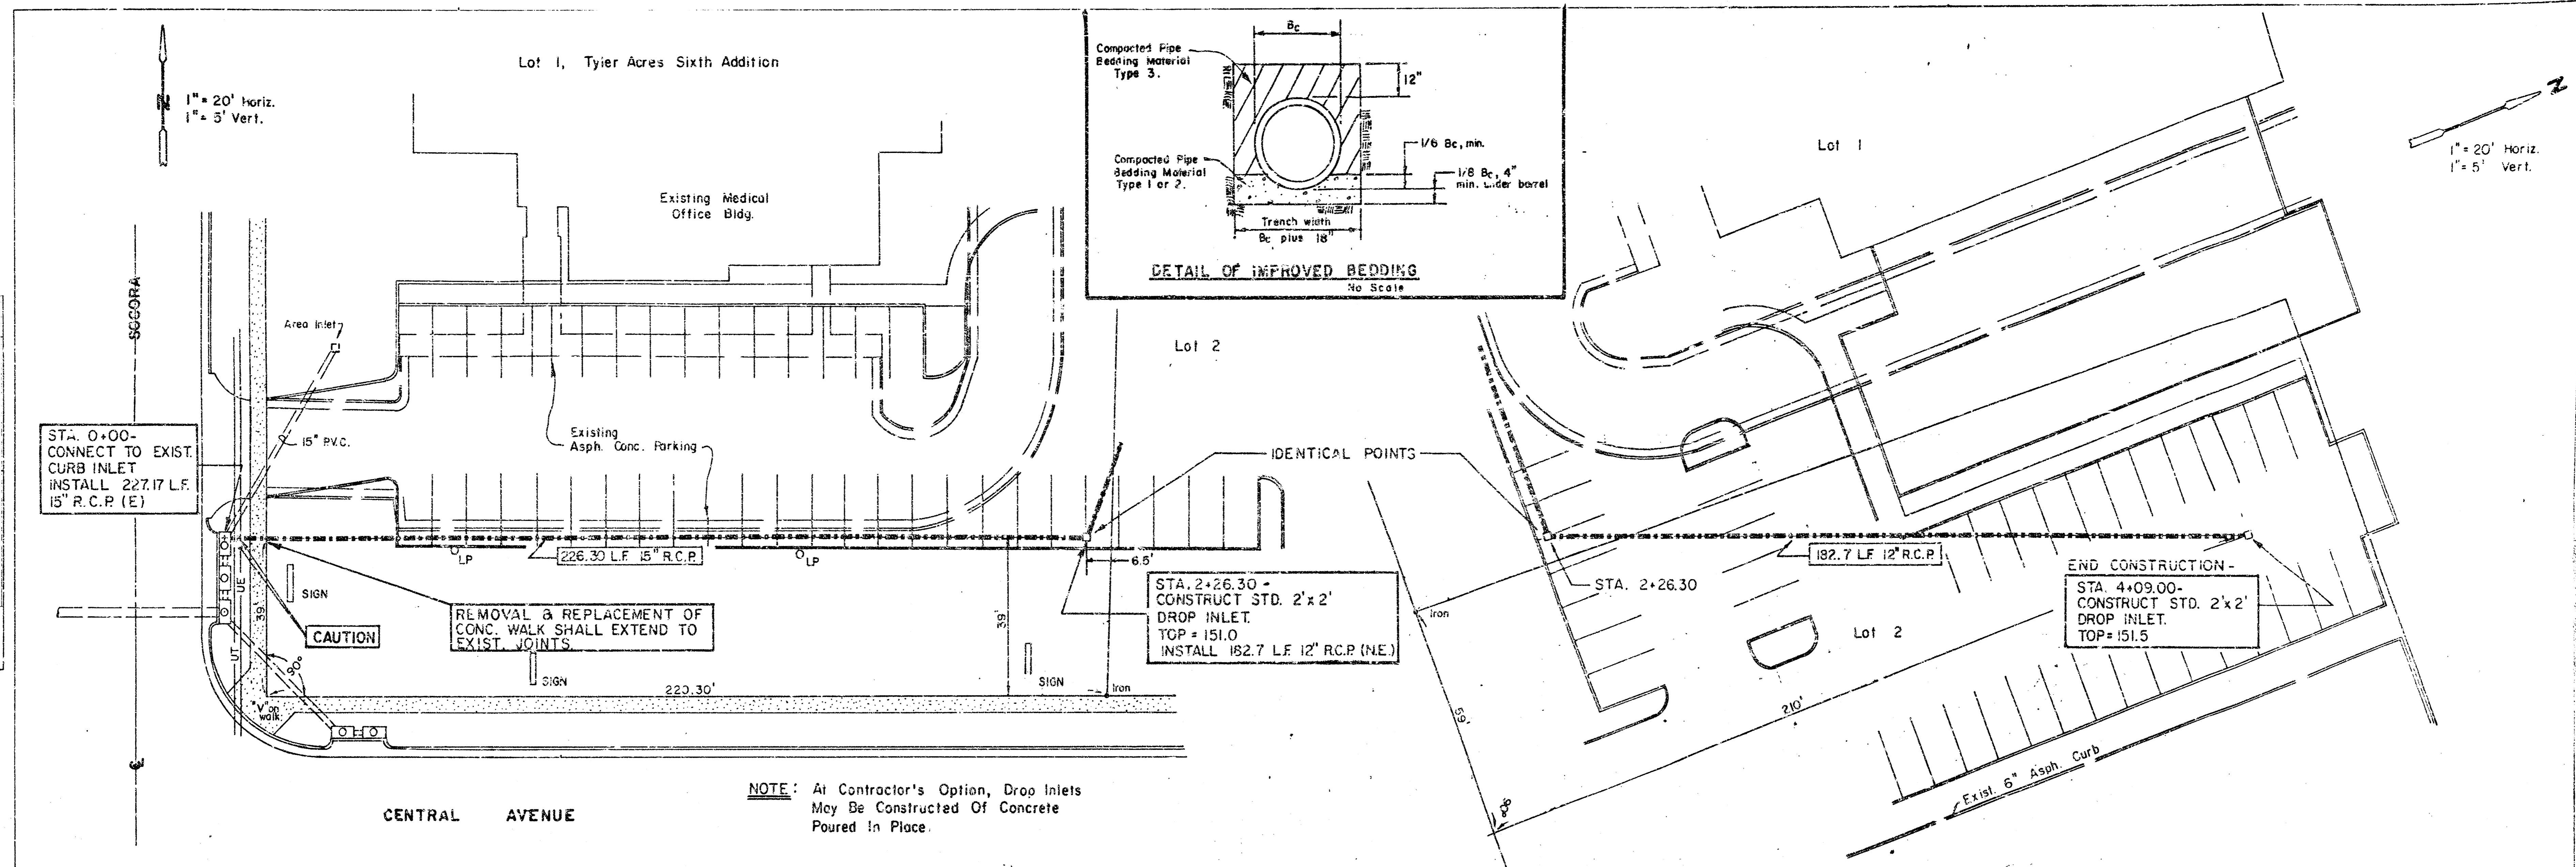 Lot 1, Tyler Acres Sixth Addition
N
1" = 20' Horiz.
1" = 5' Vert.
Existing Medical
Office Bldg.
SOCORA
Area Inlet
15" P.V.C.
Existing
Asph. Conc. Parking
STA. 0+00-
CONNECT TO EXIST.
CURB INLET
INSTALL 227.17 L.F.
15" R.C.P. (E)
LP
226.30 L.F. 15" R.C.P.
LP
6.5'
UE
39'
SIGN
CAUTION
REMOVAL & REPLACEMENT OF
CONC. WALK SHALL EXTEND TO
EXIST. JOINTS.
39'
UT
90°
SIGN
220.30'
SIGN
Iron
"V" on
walk
℄
CENTRAL AVENUE
NOTE: At Contractor's Option, Drop Inlets
May Be Constructed Of Concrete
Poured In Place.
Bc
Compacted Pipe
Bedding Material
Type 3.
12"
1/6 Bc, min.
Compacted Pipe
Bedding Material
Type 1 or 2.
1/8 Bc, 4"
min. under barrel
Trench width
Bc plus 18"
DETAIL OF IMPROVED BEDDING
No Scale
Lot 2
IDENTICAL POINTS
STA. 2+26.30 -
CONSTRUCT STD. 2'x2'
DROP INLET.
TOP = 151.0
INSTALL 182.7 L.F. 12" R.C.P. (N.E.)
Lot 1
N
1" = 20' Horiz.
1" = 5' Vert.
182.7 L.F. 12" R.C.P.
STA. 2+26.30
END CONSTRUCTION -
STA. 4+09.00-
CONSTRUCT STD. 2'x2'
DROP INLET.
TOP = 151.5
Iron
Lot 2
59'
210'
90°
Exist. 6" Asph. Curb